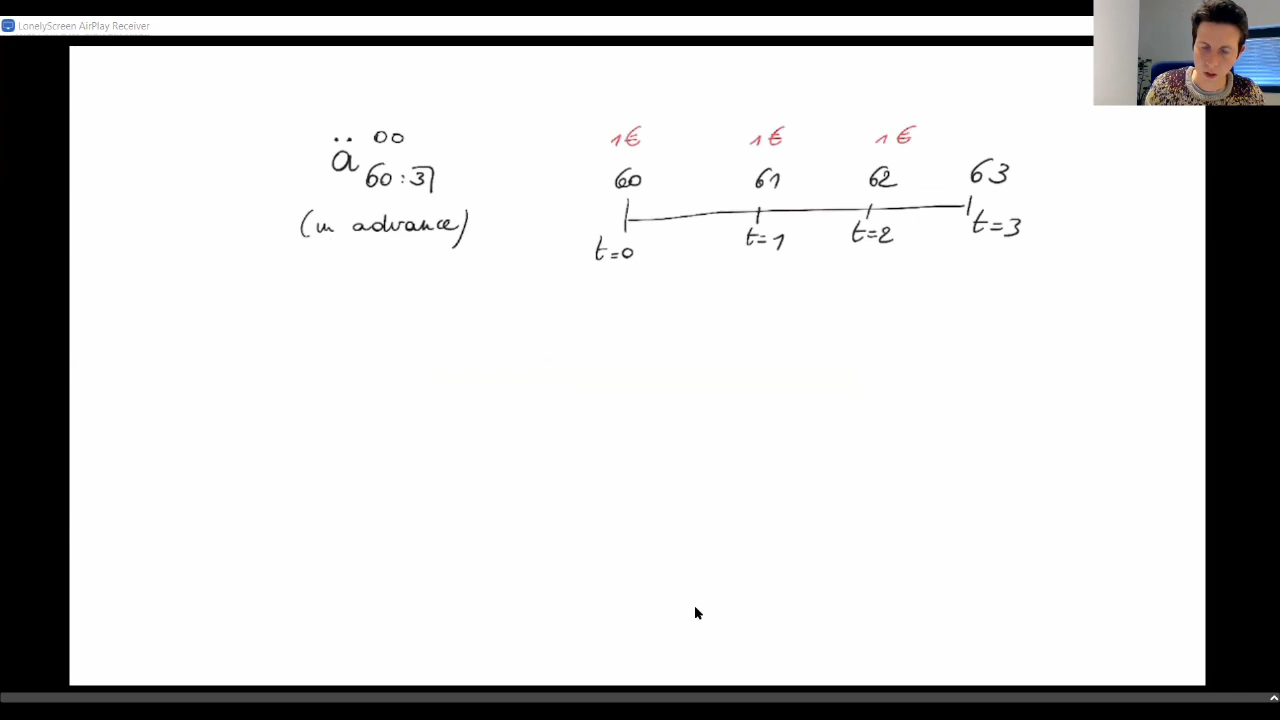 LonelyScreen AirPlay Receiver
ä 00 60:3⌉
(in advance)
1€ 1€ 1€
60 61 62 63
t=0 t=1 t=2 t=3